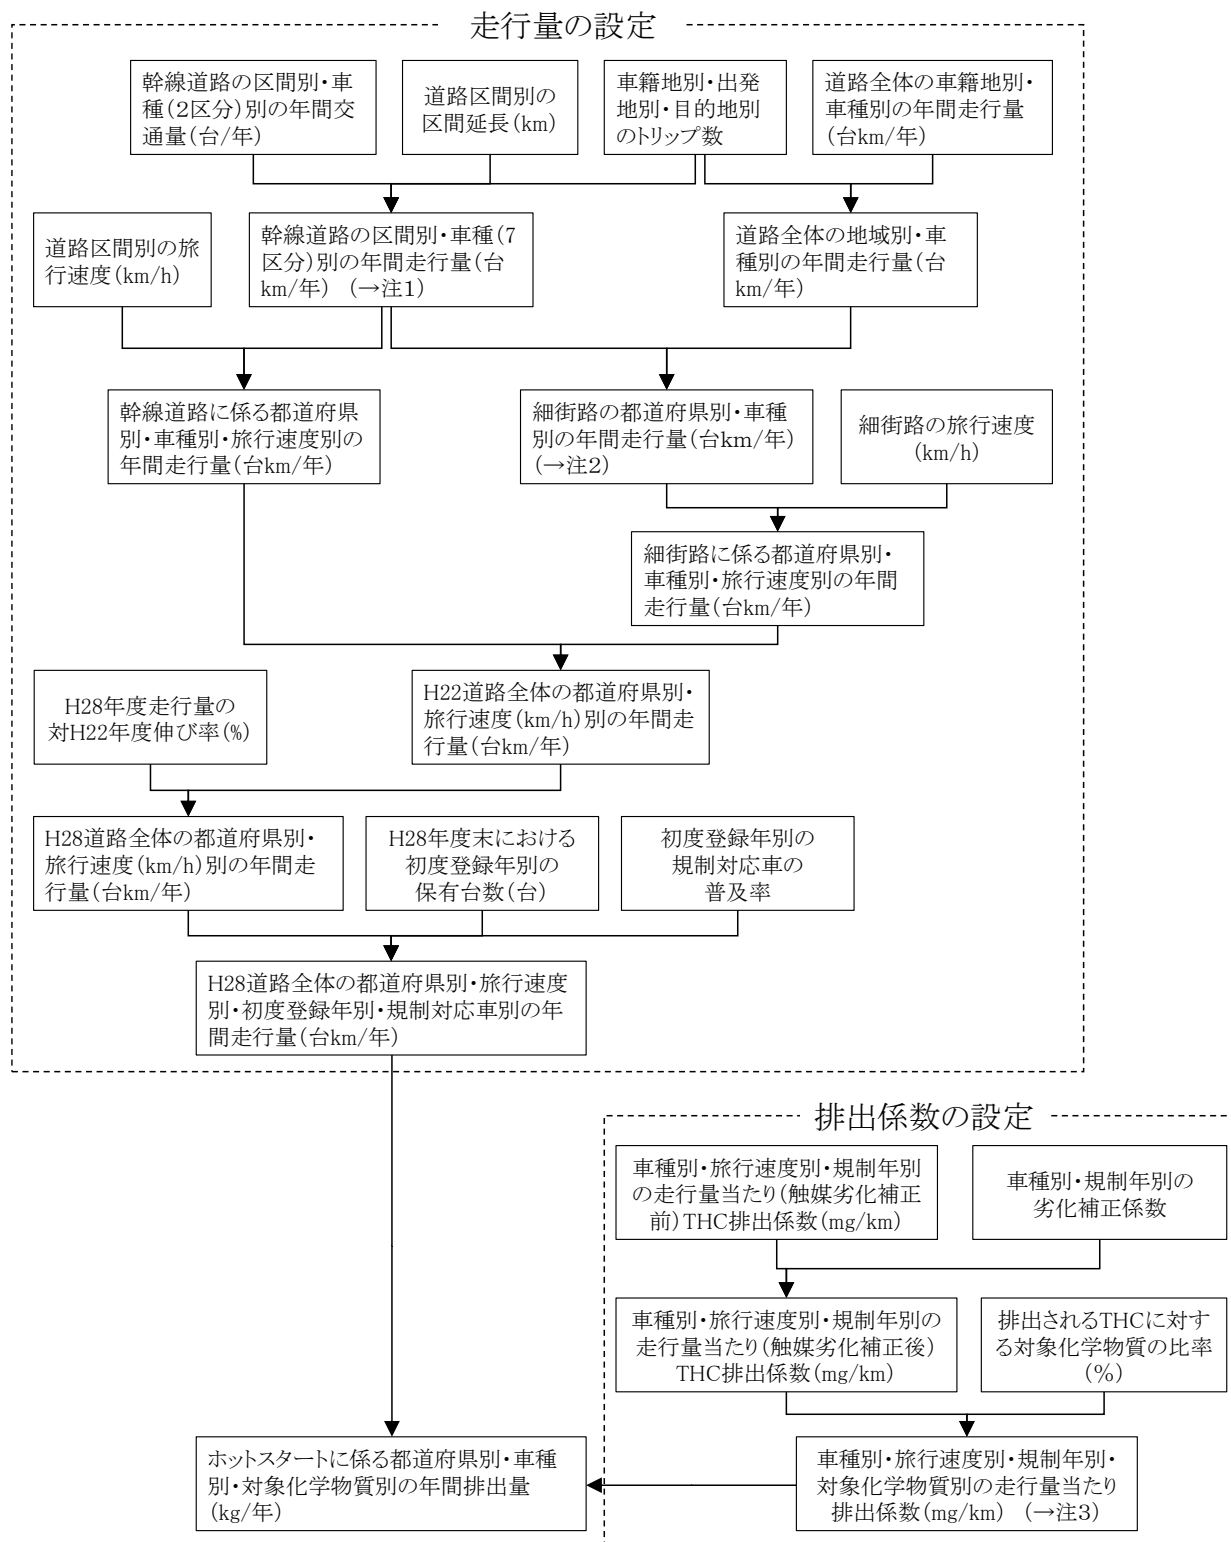 走行量の設定
幹線道路の区間別・車
種(2区分)別の年間交
通量(台/年)
道路区間別の
区間延長(km)
車籍地別・出発
地別・目的地別
のトリップ数
道路全体の車籍地別・
車種別の年間走行量
(台km/年)
道路区間別の旅
行速度(km/h)
幹線道路の区間別・車種(7
区分)別の年間走行量(台
km/年) (→注1)
道路全体の地域別・車
種別の年間走行量(台
km/年)
幹線道路に係る都道府県
別・車種別・旅行速度別の
年間走行量(台km/年)
細街路の都道府県別・車種
別の年間走行量(台km/年)
(→注2)
細街路の旅行速度
(km/h)
細街路に係る都道府県別・
車種別・旅行速度別の年間
走行量(台km/年)
H28年度走行量の
対H22年度伸び率(%)
H22道路全体の都道府県別・
旅行速度(km/h)別の年間走
行量(台km/年)
H28道路全体の都道府県別・
旅行速度(km/h)別の年間走
行量(台km/年)
H28年度末における
初度登録年別の
保有台数(台)
初度登録年別の
規制対応車の
普及率
H28道路全体の都道府県別・旅行速度
別・初度登録年別・規制対応車別の年
間走行量(台km/年)
排出係数の設定
車種別・旅行速度別・規制年別
の走行量当たり(触媒劣化補正
前)THC排出係数(mg/km)
車種別・規制年別の
劣化補正係数
車種別・旅行速度別・規制年別の
走行量当たり(触媒劣化補正後)
THC排出係数(mg/km)
排出されるTHCに対す
る対象化学物質の比率
(%)
ホットスタートに係る都道府県別・車種
別・対象化学物質別の年間排出量
(kg/年)
車種別・旅行速度別・規制年別・
対象化学物質別の走行量当たり
排出係数(mg/km) (→注3)